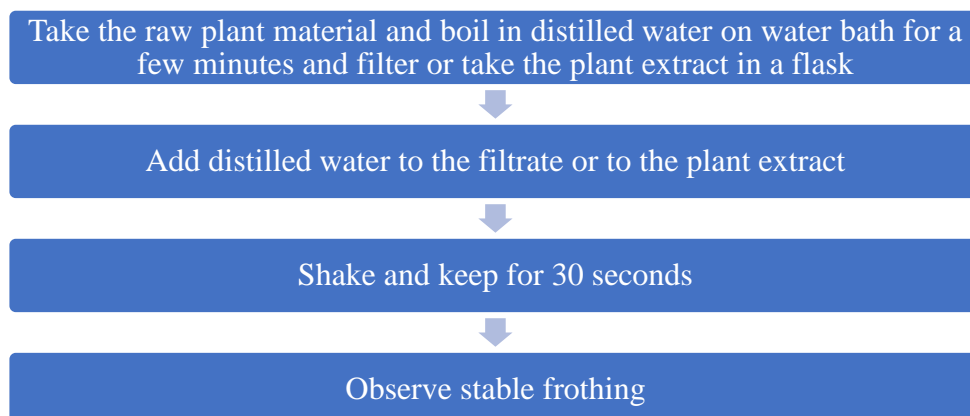 Take the raw plant material and boil in distilled water on water bath for a
few minutes and filter or take the plant extract in a flask
Add distilled water to the filtrate or to the plant extract
Shake and keep for 30 seconds
Observe stable frothing